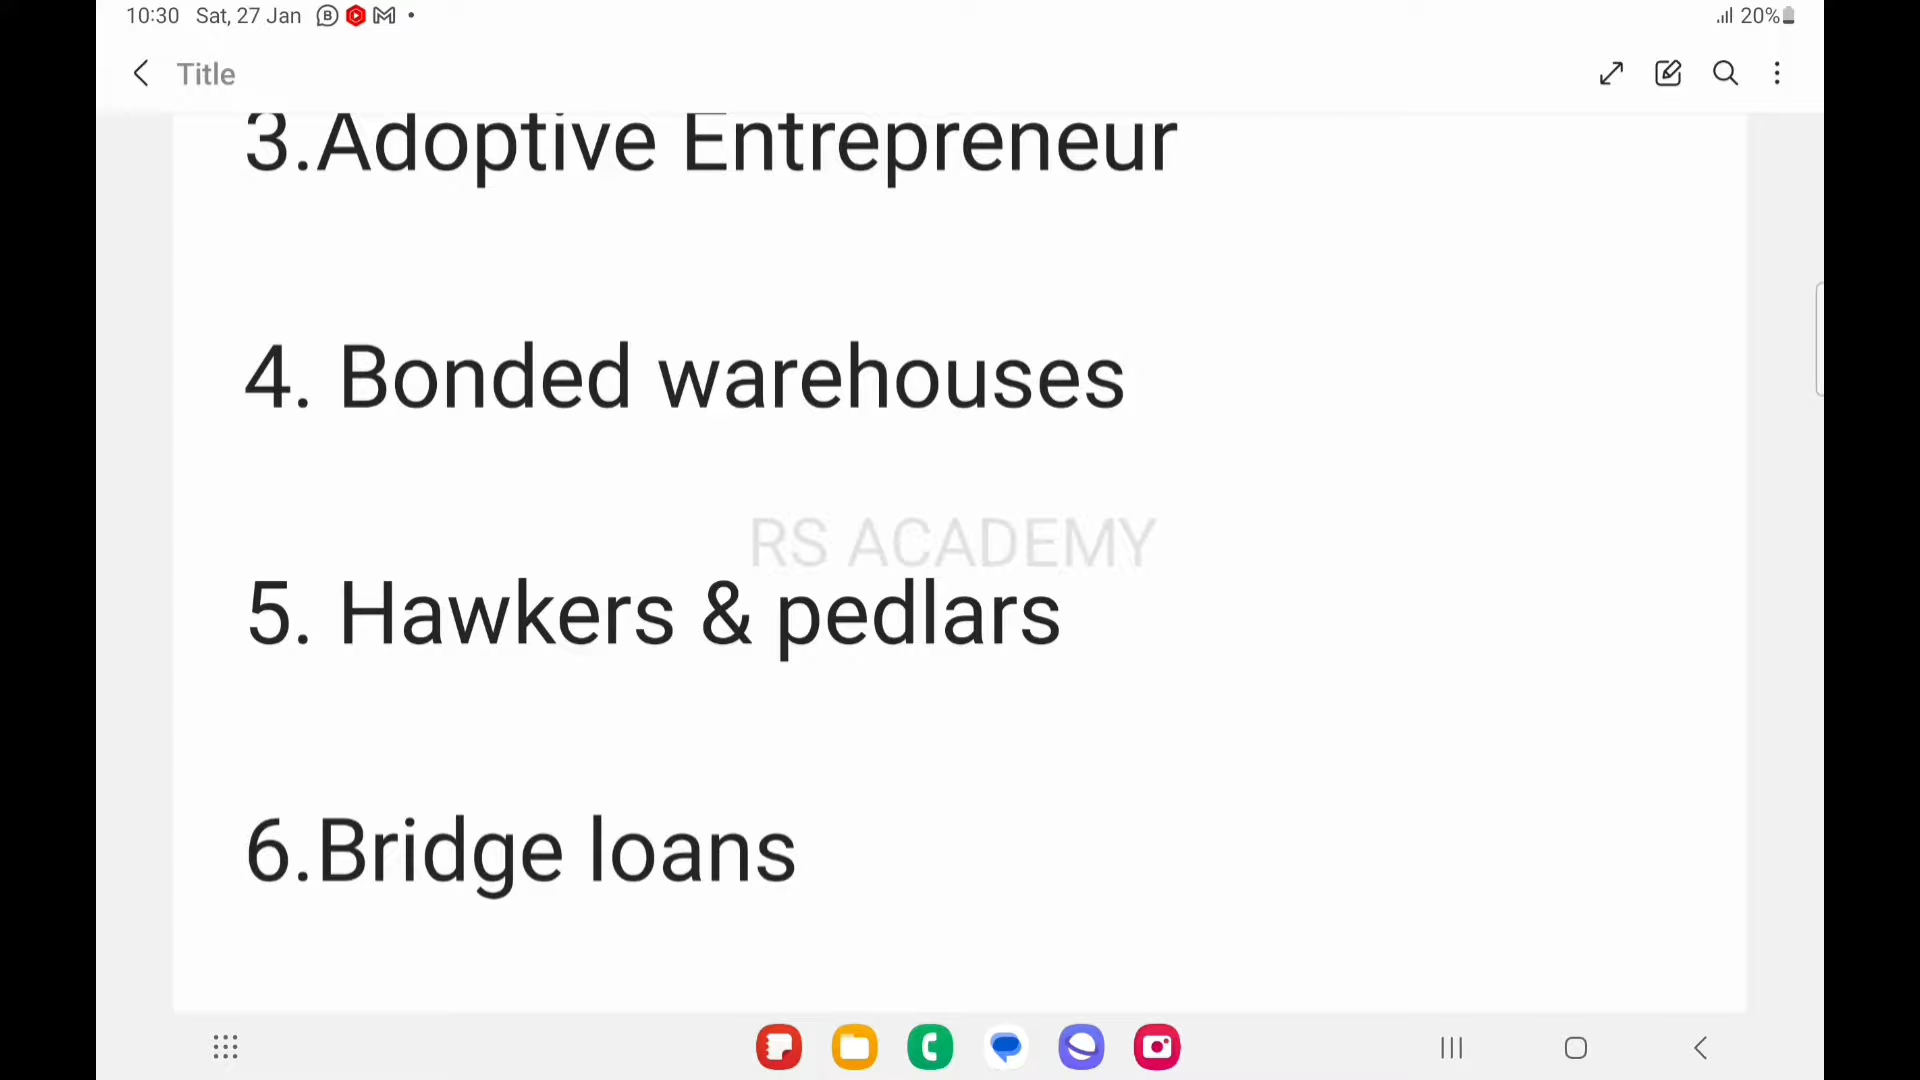 10:30 Sat, 27 Jan
20%
Title
3.Adoptive Entrepreneur
4. Bonded warehouses
RS ACADEMY
5. Hawkers & pedlars
6.Bridge loans